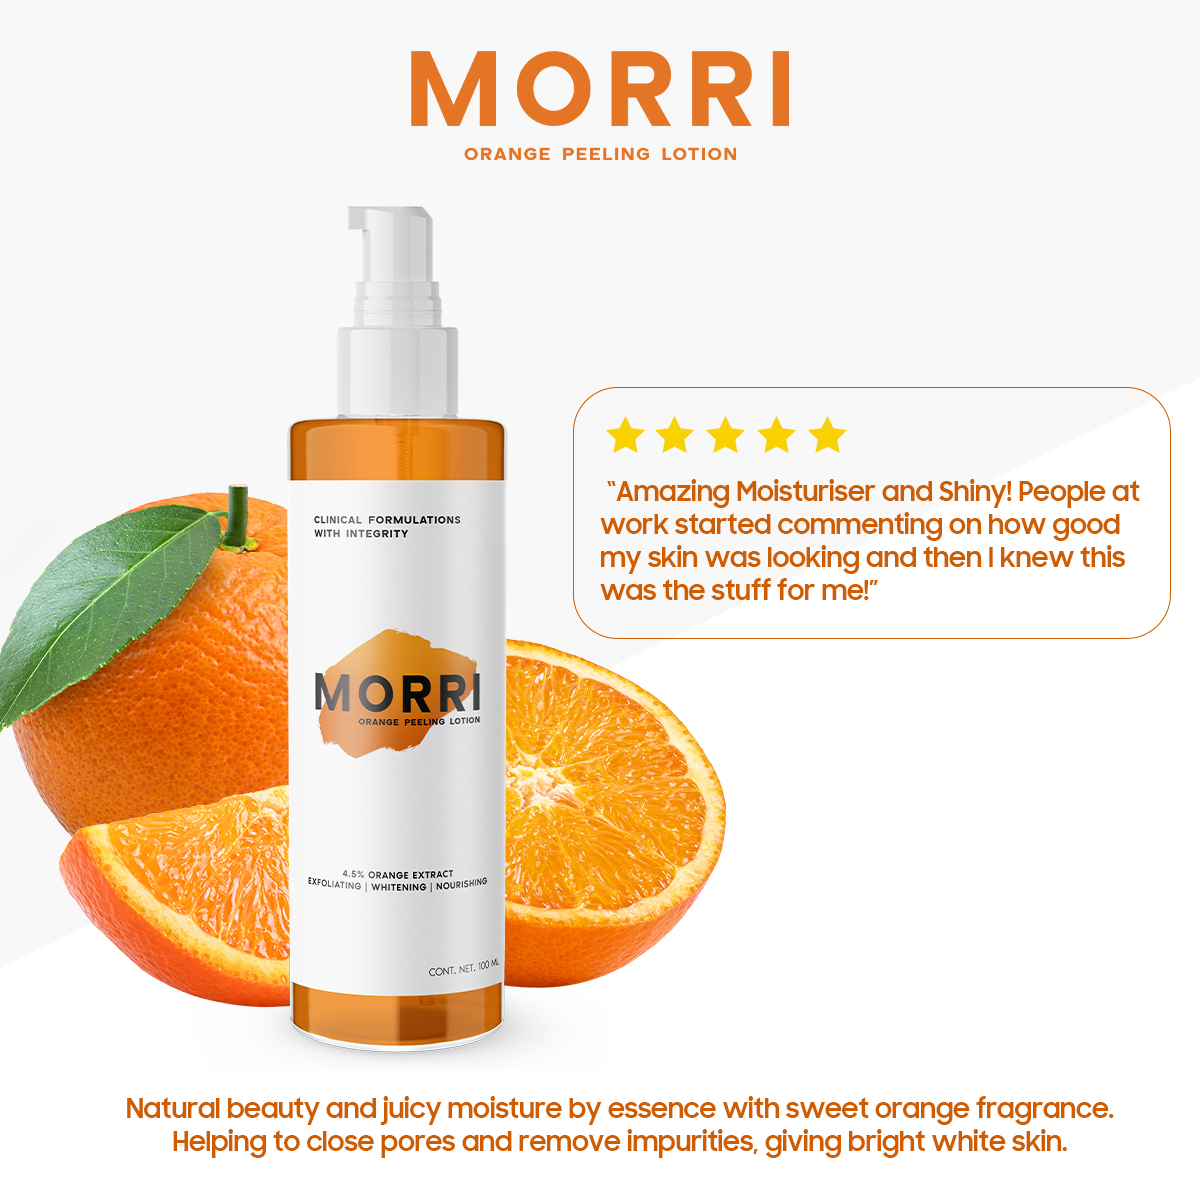 MORRI
ORANGE PEELING LOTION
CLINICAL FORMULATIONS
WITH INTEGRITY
MORRI
ORANGE PEELING LOTION
4.5% ORANGE EXTRACT
EXFOLIATING | WHITENING | NOURISHING
CONT. NET. 100 ML
“Amazing Moisturiser and Shiny! People at
work started commenting on how good
my skin was looking and then I knew this
was the stuff for me!”
Natural beauty and juicy moisture by essence with sweet orange fragrance.
Helping to close pores and remove impurities, giving bright white skin.